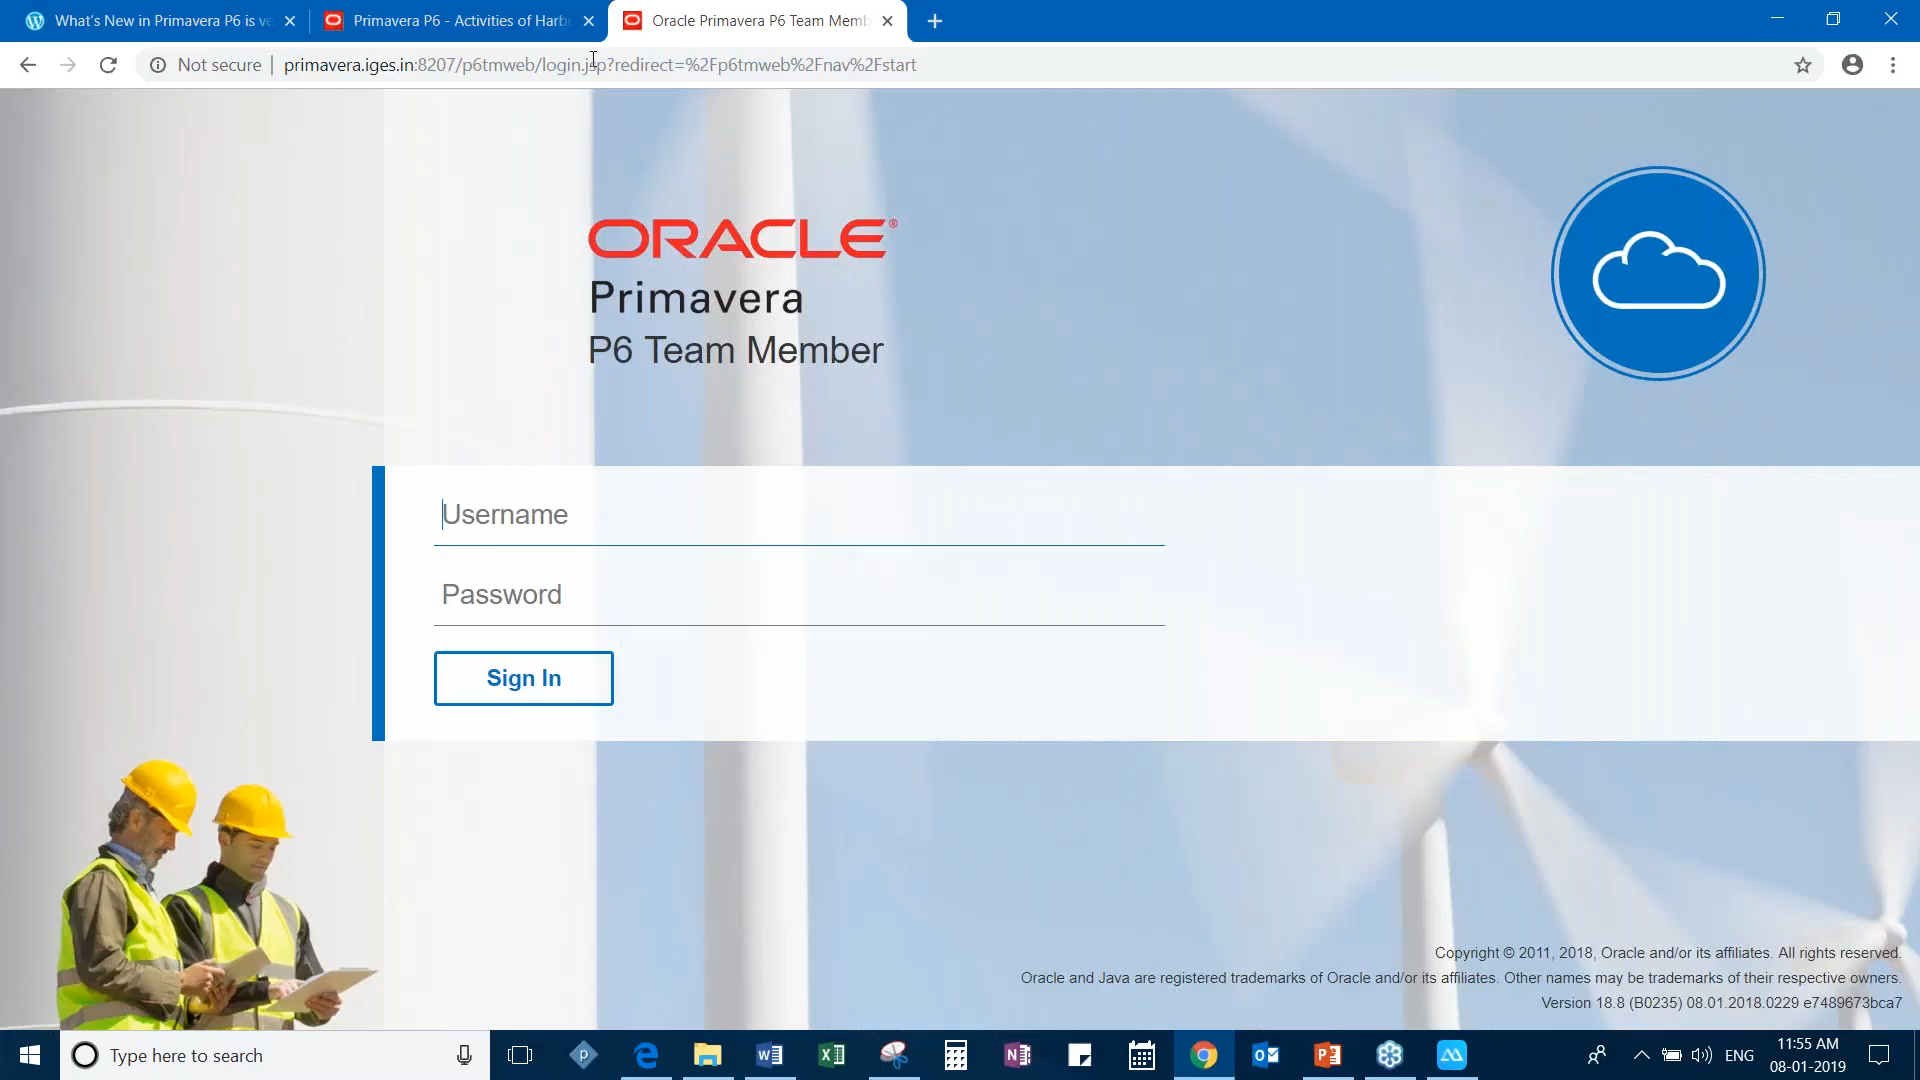 What's New in Primavera P6 is ve
Primavera P6 - Activities of Harb
Oracle Primavera P6 Team Memb
Not secure
primavera.iges.in:8207/p6tmweb/login.jsp?redirect=%2Fp6tmweb%2Fnav%2Fstart
ORACLE®
Primavera
P6 Team Member
Username
Password
Sign In
Copyright © 2011, 2018, Oracle and/or its affiliates. All rights reserved.
Oracle and Java are registered trademarks of Oracle and/or its affiliates. Other names may be trademarks of their respective owners.
Version 18.8 (B0235) 08.01.2018.0229 e7489673bca7
Type here to search
ENG
11:55 AM
08-01-2019